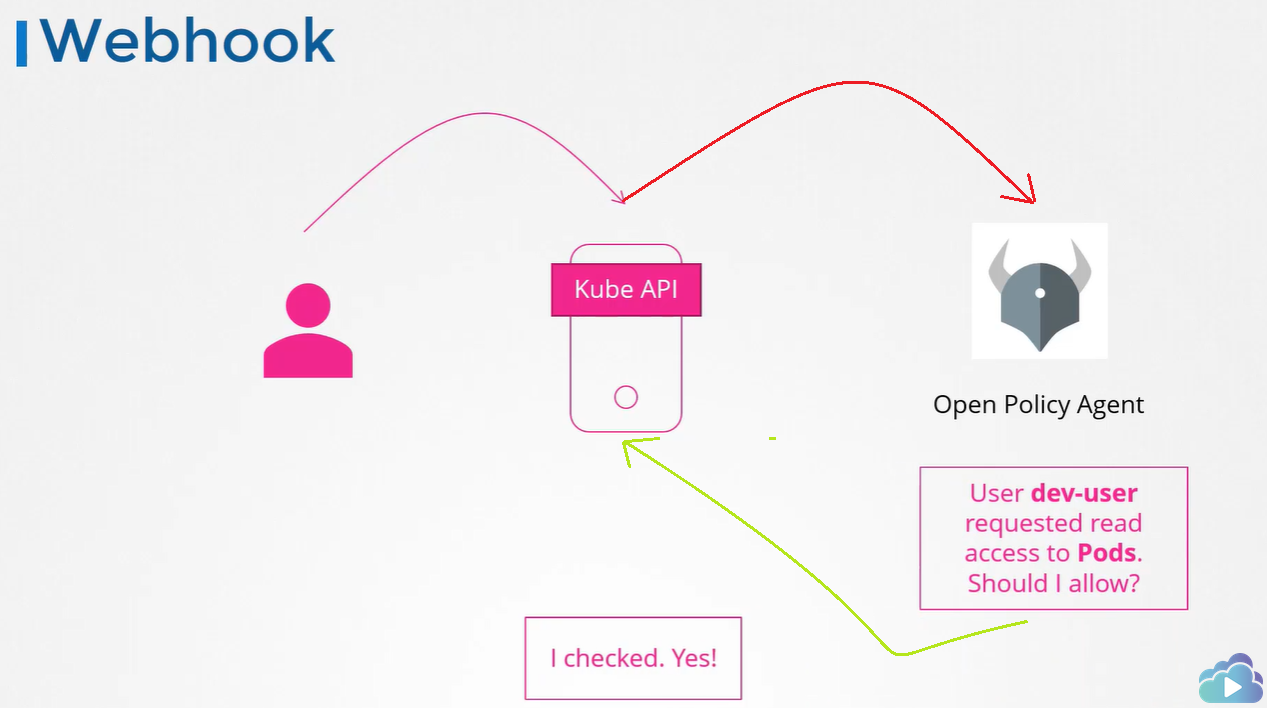 Webhook
Kube API
Open Policy Agent
User dev-user
requested read
access to Pods.
Should I allow?
I checked. Yes!